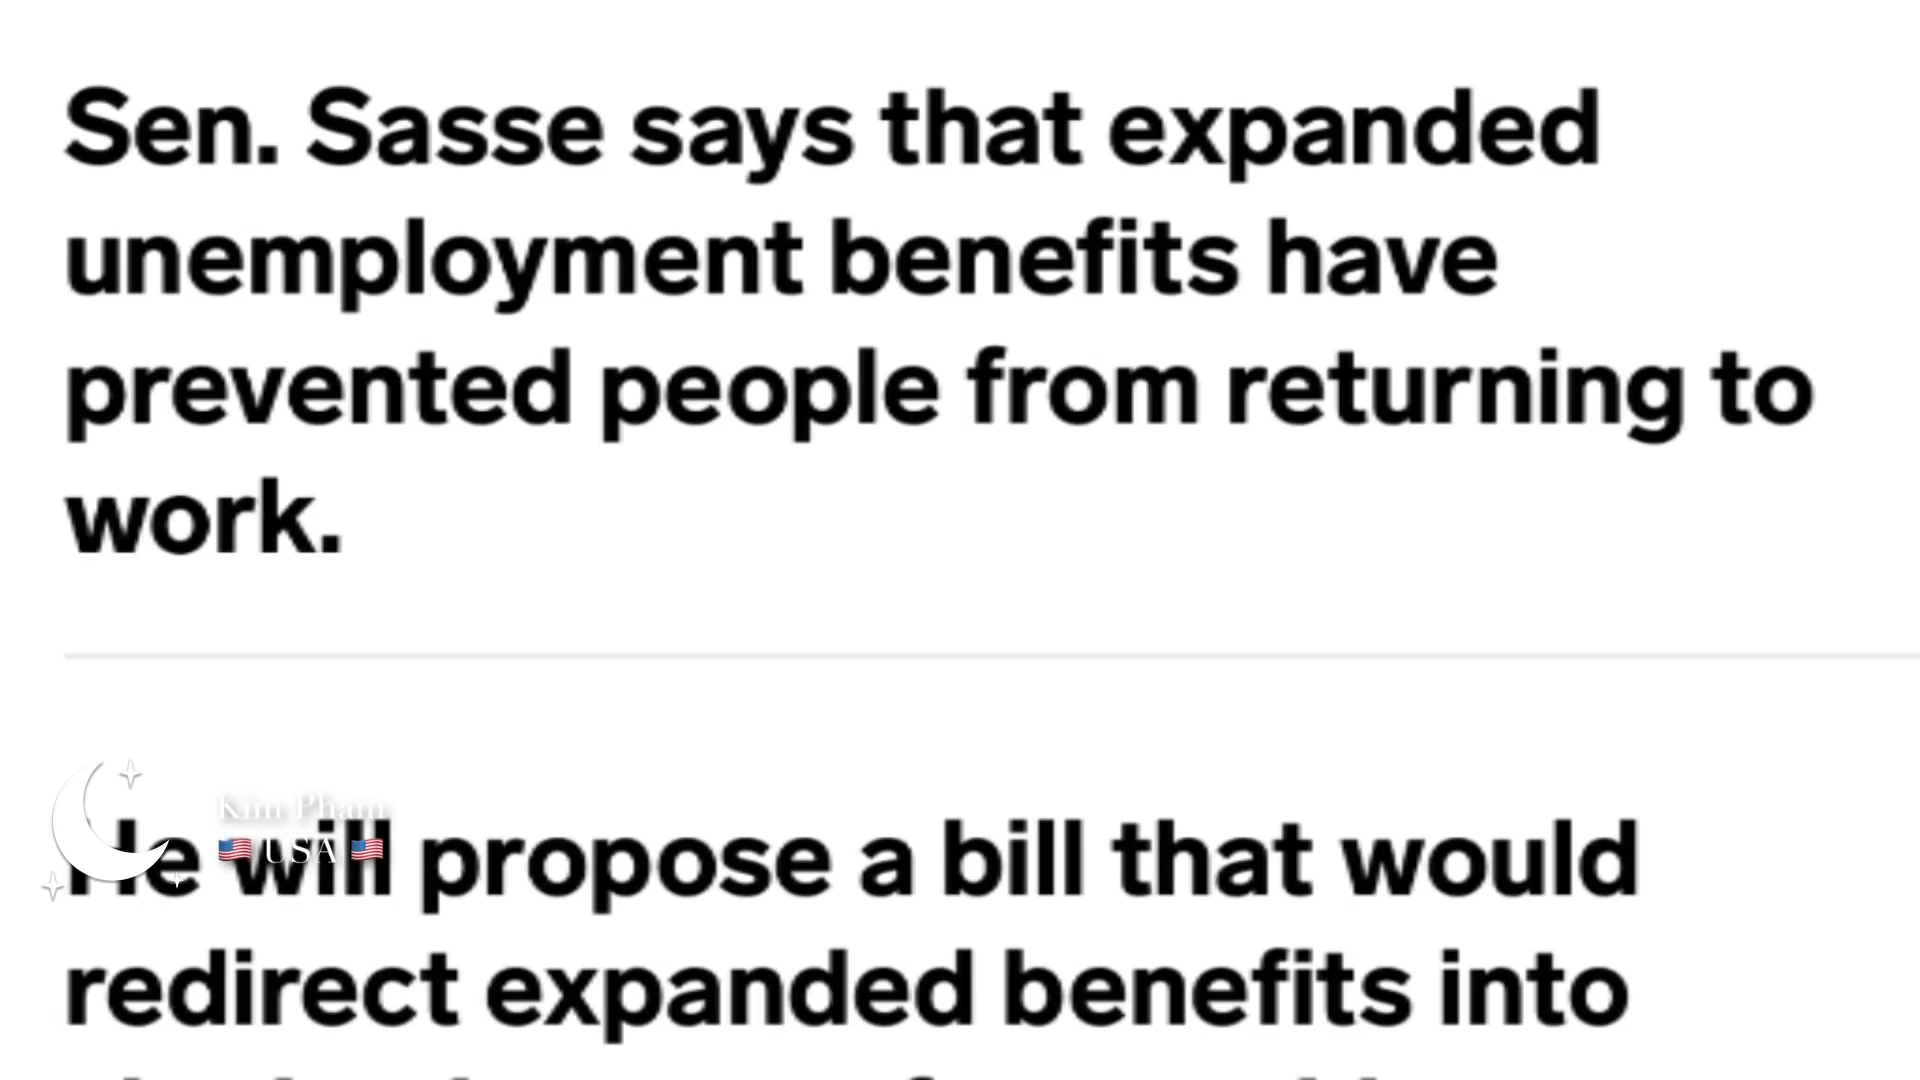 Sen. Sasse says that expanded
unemployment benefits have
prevented people from returning to
work.
Kim Pham
🇺🇸 USA 🇺🇸
He will propose a bill that would
redirect expanded benefits into